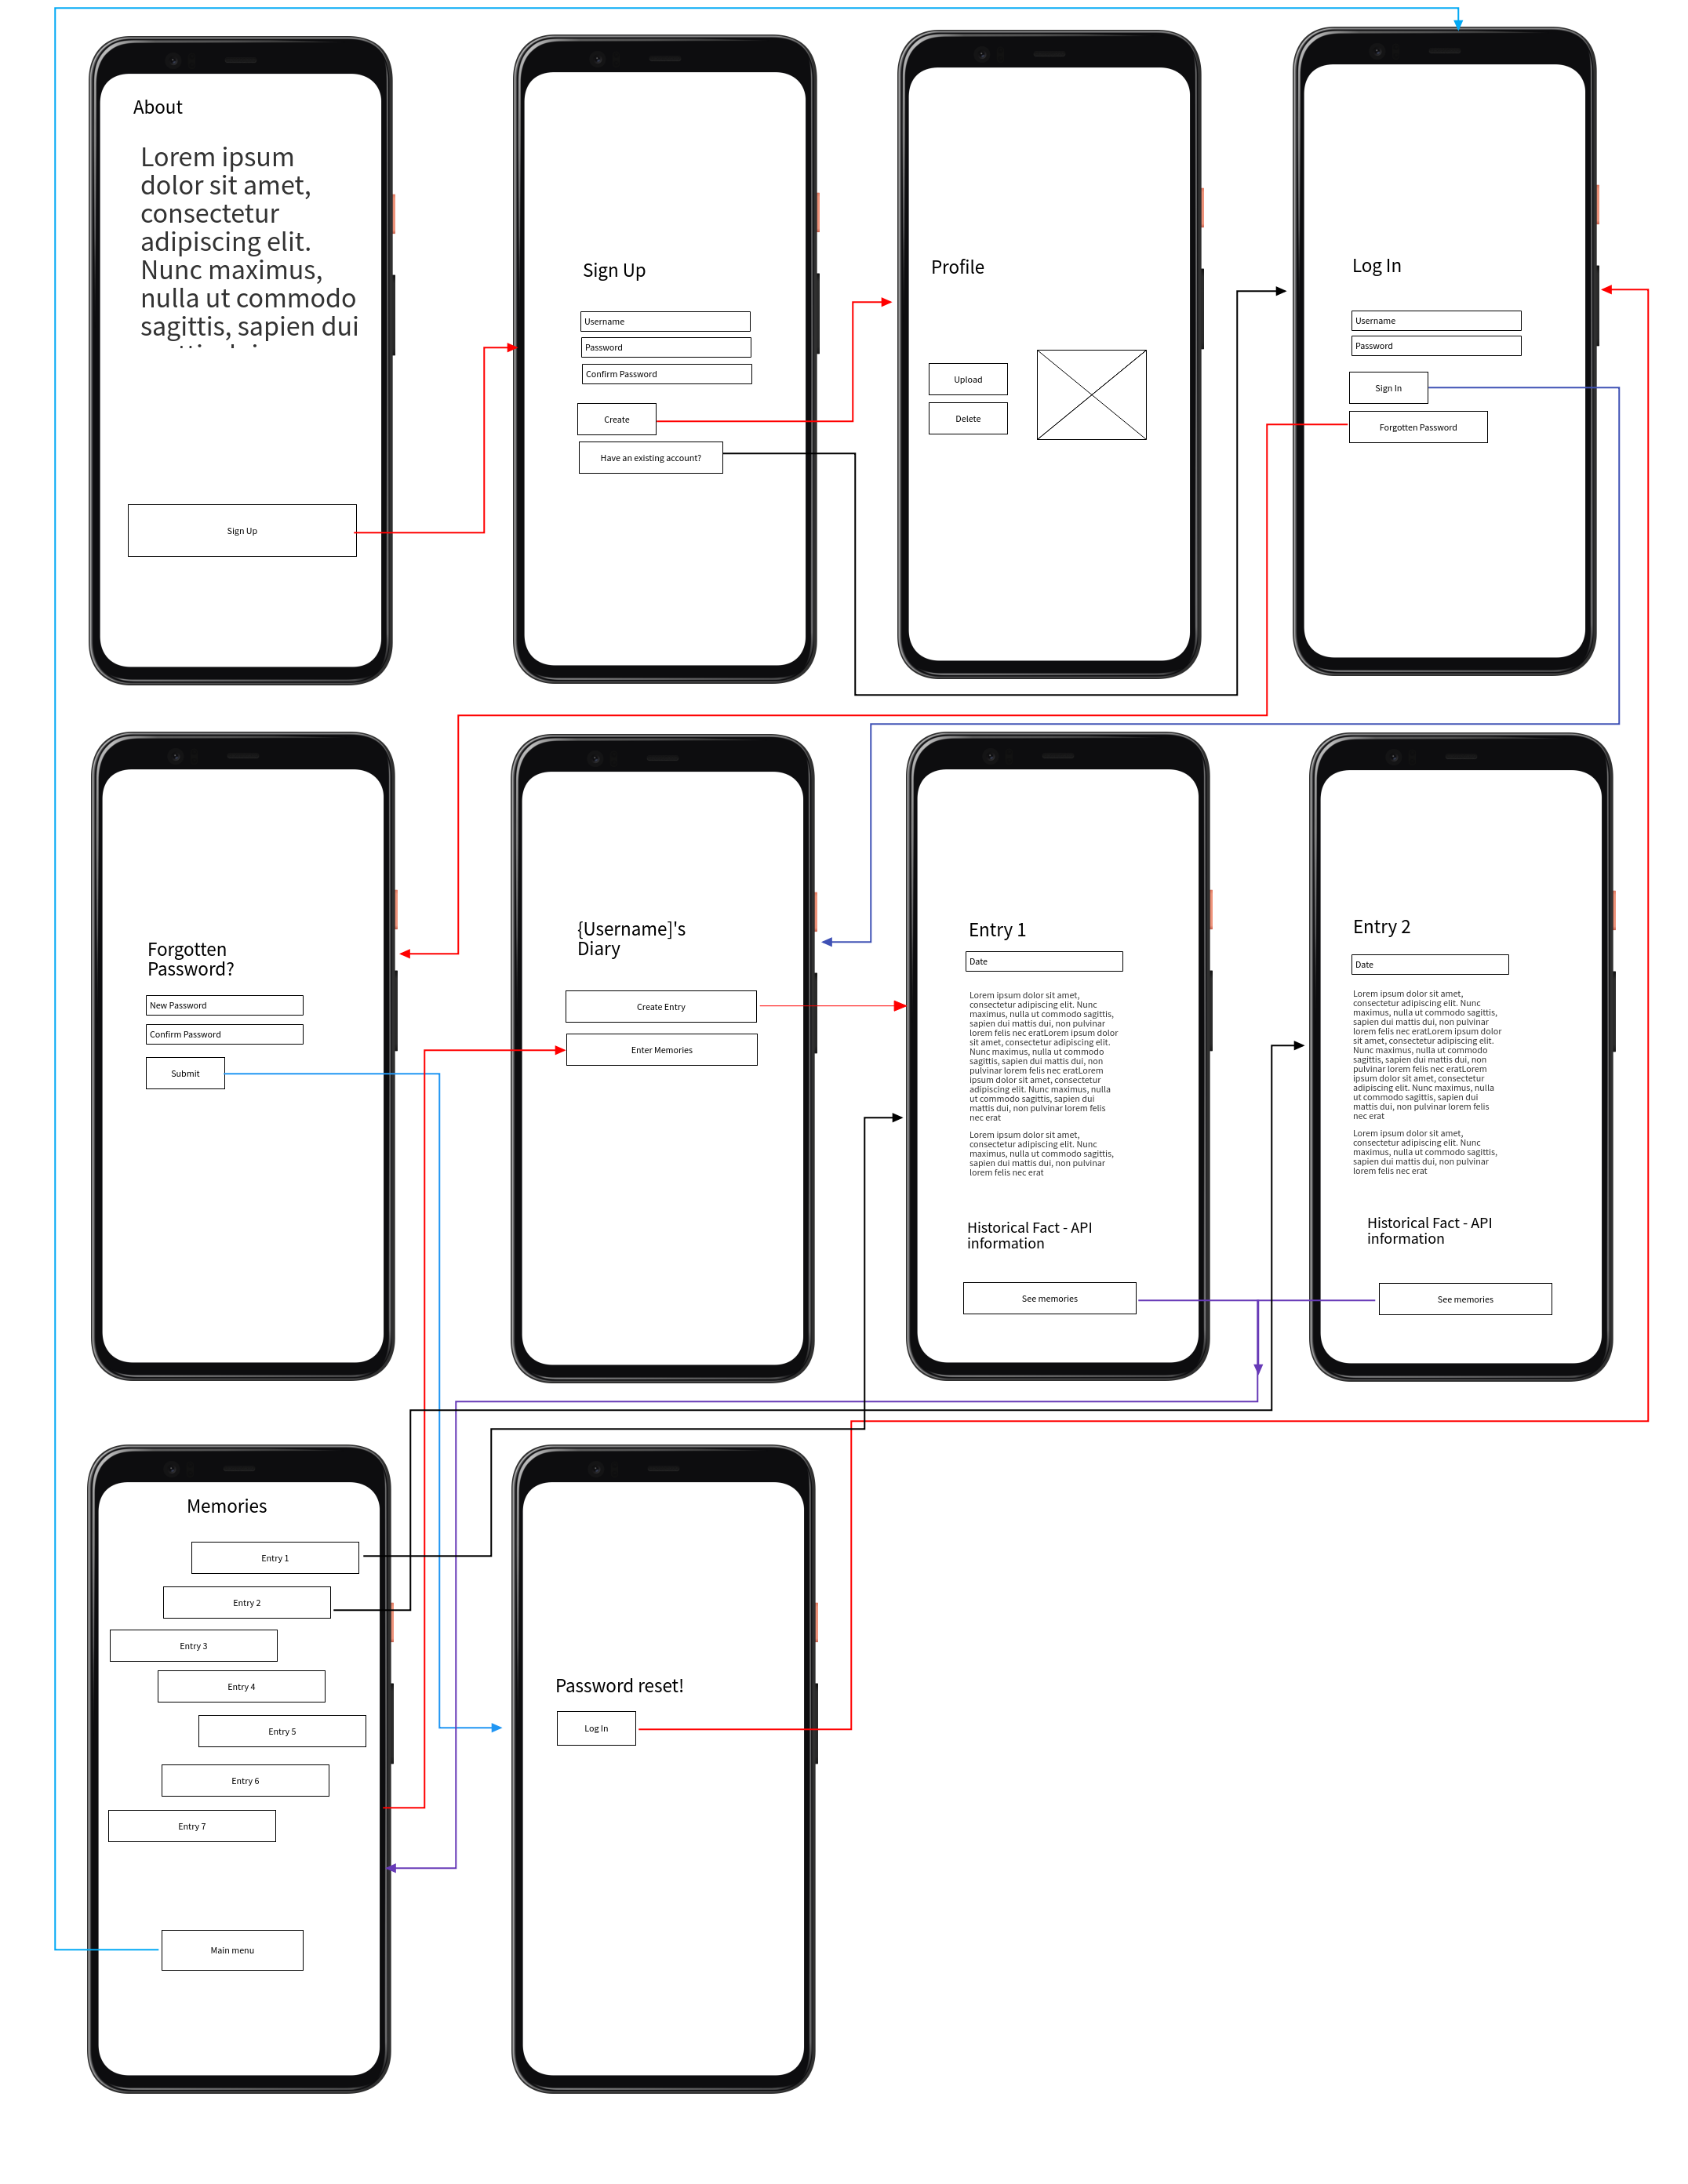 About
Lorem ipsum
dolor sit amet,
consectetur
adipiscing elit.
Nunc maximus,
nulla ut commodo
sagittis, sapien dui
Sign Up
Sign Up
Username
Password
Confirm Password
Create
Have an existing account?
Profile
Upload
Delete
Log In
Username
Password
Sign In
Forgotten Password
Forgotten
Password?
New Password
Confirm Password
Submit
{Username]'s
Diary
Create Entry
Enter Memories
Entry 1
Date
Lorem ipsum dolor sit amet,
consectetur adipiscing elit. Nunc
maximus, nulla ut commodo sagittis,
sapien dui mattis dui, non pulvinar
lorem felis nec eratLorem ipsum dolor
sit amet, consectetur adipiscing elit.
Nunc maximus, nulla ut commodo
sagittis, sapien dui mattis dui, non
pulvinar lorem felis nec eratLorem
ipsum dolor sit amet, consectetur
adipiscing elit. Nunc maximus, nulla
ut commodo sagittis, sapien dui
mattis dui, non pulvinar lorem felis
nec erat
Lorem ipsum dolor sit amet,
consectetur adipiscing elit. Nunc
maximus, nulla ut commodo sagittis,
sapien dui mattis dui, non pulvinar
lorem felis nec erat
Historical Fact - API
information
See memories
Entry 2
Date
Lorem ipsum dolor sit amet,
consectetur adipiscing elit. Nunc
maximus, nulla ut commodo sagittis,
sapien dui mattis dui, non pulvinar
lorem felis nec eratLorem ipsum dolor
sit amet, consectetur adipiscing elit.
Nunc maximus, nulla ut commodo
sagittis, sapien dui mattis dui, non
pulvinar lorem felis nec eratLorem
ipsum dolor sit amet, consectetur
adipiscing elit. Nunc maximus, nulla
ut commodo sagittis, sapien dui
mattis dui, non pulvinar lorem felis
nec erat
Lorem ipsum dolor sit amet,
consectetur adipiscing elit. Nunc
maximus, nulla ut commodo sagittis,
sapien dui mattis dui, non pulvinar
lorem felis nec erat
Historical Fact - API
information
See memories
Memories
Entry 1
Entry 2
Entry 3
Entry 4
Entry 5
Entry 6
Entry 7
Main menu
Password reset!
Log In